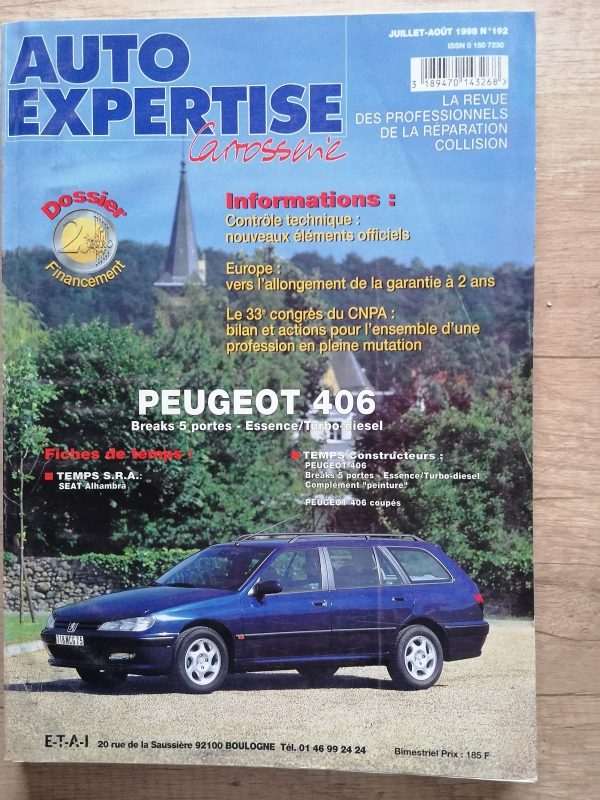 AUTO
EXPERTISE
Carrosserie
JUILLET-AOÛT 1998 N°192
ISSN 0 150 7230
3 189470 143268>
LA REVUE
DES PROFESSIONNELS
DE LA RÉPARATION
COLLISION
Dossier
2
Financement
Informations :
Contrôle technique :
nouveaux éléments officiels
Europe :
vers l'allongement de la garantie à 2 ans
Le 33e congrès du CNPA :
bilan et actions pour l'ensemble d'une
profession en pleine mutation
PEUGEOT 406
Breaks 5 portes - Essence/Turbo-diesel
Fiches de temps :
TEMPS S.R.A. :
SEAT Alhambra
TEMPS Constructeurs :
PEUGEOT 406
Breaks 5 portes - Essence/Turbo-diesel
Complément "peinture"
PEUGEOT 406 coupés
E-T-A-I 20 rue de la Saussière 92100 BOULOGNE Tél. 01 46 99 24 24
Bimestriel Prix : 185 F